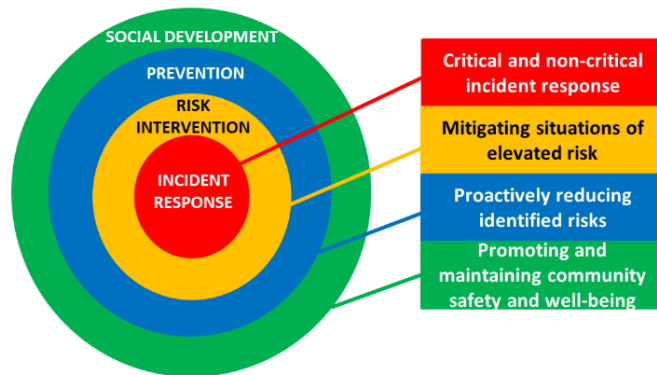 SOCIAL DEVELOPMENT
PREVENTION
RISK
INTERVENTION
INCIDENT
RESPONSE
Critical and non-critical
incident response
Mitigating situations of
elevated risk
Proactively reducing
identified risks
Promoting and
maintaining community
safety and well-being